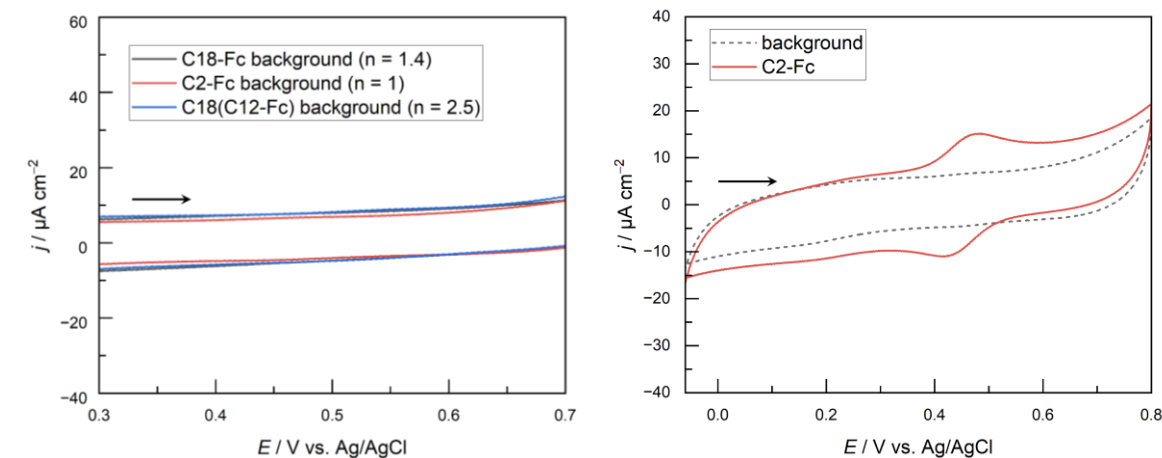 60
40
20
0
−20
−40
j / µA cm⁻²
C18-Fc background (n = 1.4)
C2-Fc background (n = 1)
C18(C12-Fc) background (n = 2.5)
0.3
0.4
0.5
0.6
0.7
E / V vs. Ag/AgCl
40
30
20
10
0
−10
−20
−30
−40
j / µA cm⁻²
background
C2-Fc
0.0
0.2
0.4
0.6
0.8
E / V vs. Ag/AgCl